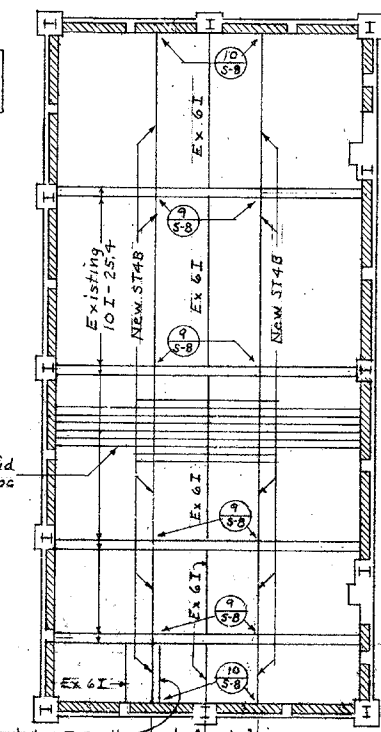 10
S-8
Ex 6I
9
S-8
Existing
10 I-25.4
New ST4B
Ex 6I
New ST4B
9
S-8
Ex 6I
9
S-8
Ex 6I
9
S-8
Ex 6I
10
S-8